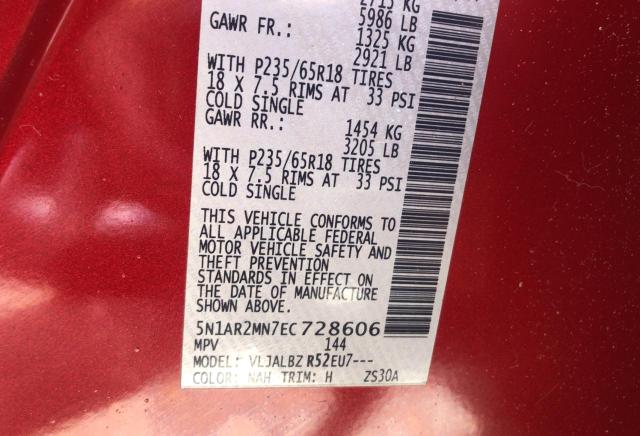 2715 KG
5986 LB
GAWR FR.: 1325 KG
2921 LB
WITH P235/65R18 TIRES
18 X 7.5 RIMS AT 33 PSI
COLD SINGLE
GAWR RR.: 1454 KG
3205 LB
WITH P235/65R18 TIRES
18 X 7.5 RIMS AT 33 PSI
COLD SINGLE
THIS VEHICLE CONFORMS TO
ALL APPLICABLE FEDERAL
MOTOR VEHICLE SAFETY AND
THEFT PREVENTION
STANDARDS IN EFFECT ON
THE DATE OF MANUFACTURE
SHOWN ABOVE.
5N1AR2MN7EC728606
MPV 144
MODEL: VLJALBZ R52EU7---
COLOR: NAH TRIM: H ZS30A